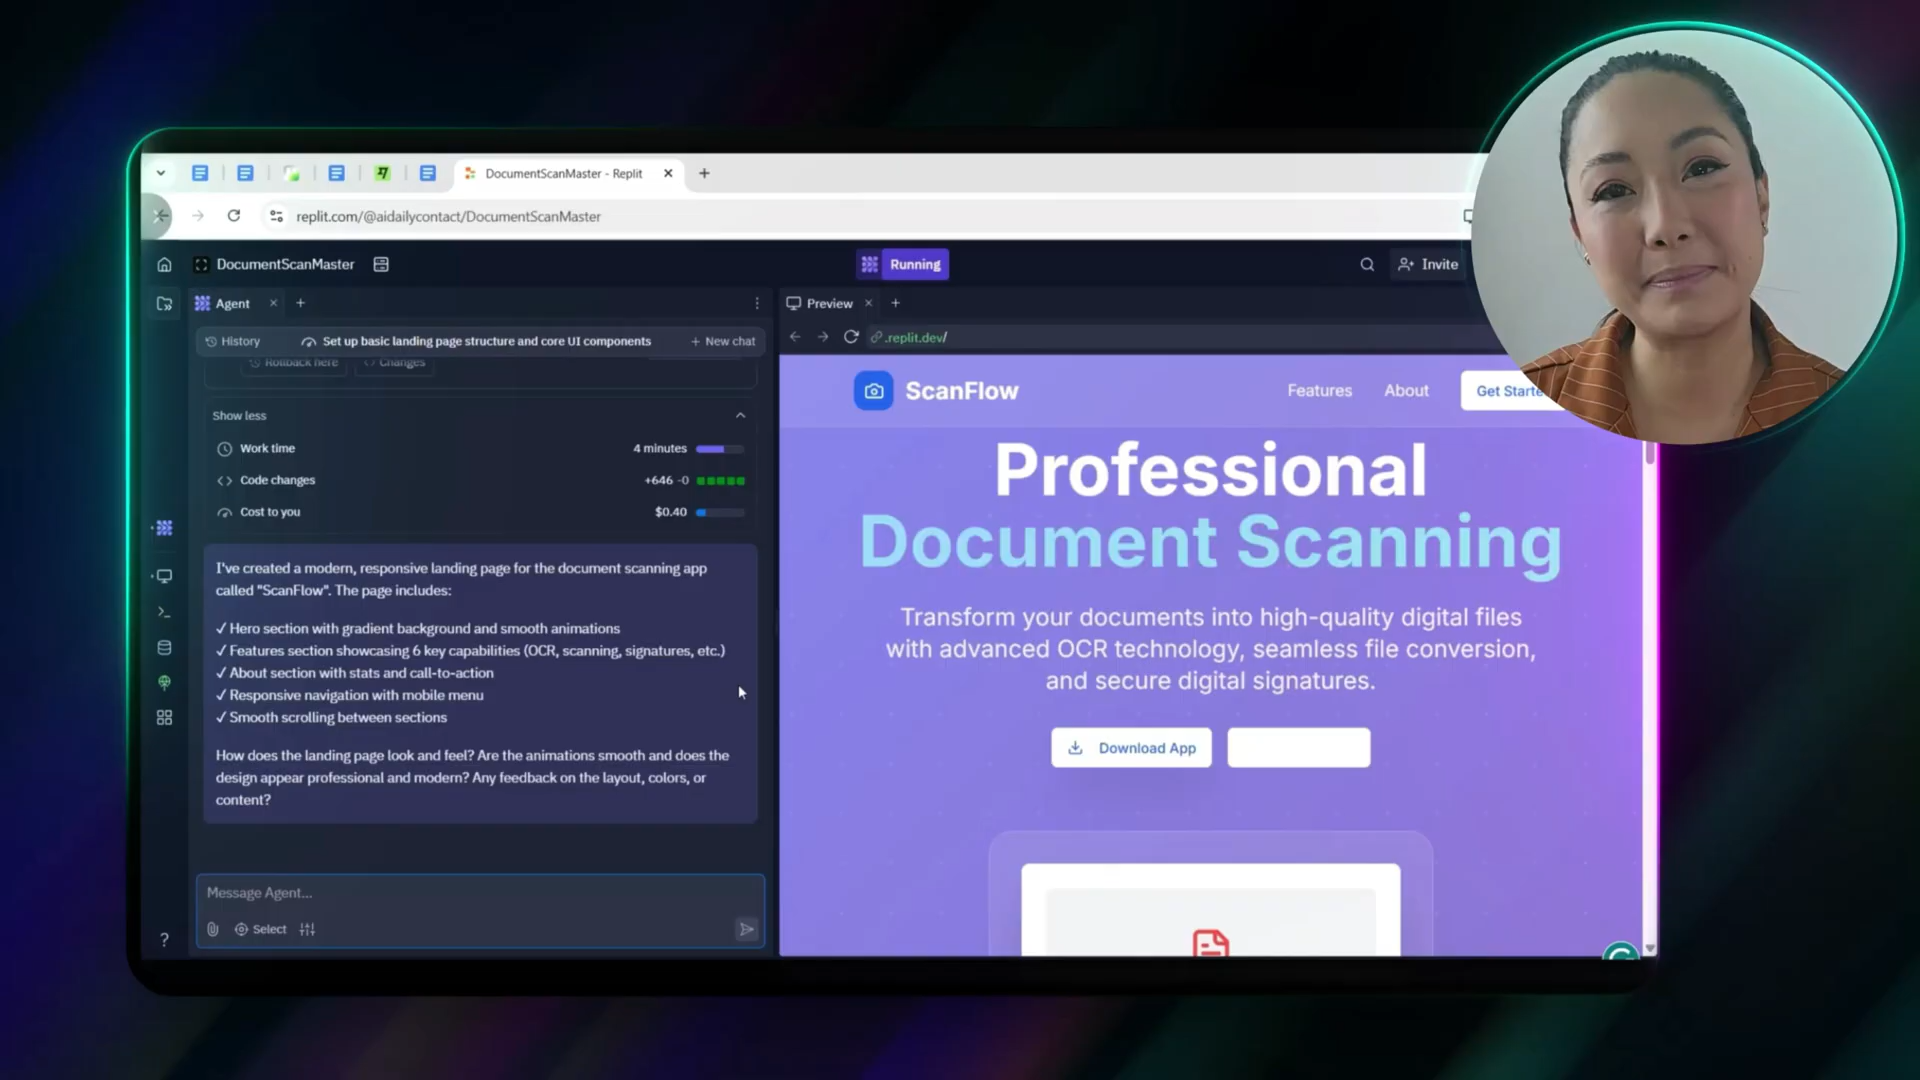 DocumentScanMaster - Replit
replit.com/@aidailycontact/DocumentScanMaster
DocumentScanMaster
Running
Invite
Agent
Preview
History
Set up basic landing page structure and core UI components
+ New chat
.replit.dev/
Rollback here
Changes
Show less
Work time
4 minutes
Code changes
+646 -0
Cost to you
$0.40
I've created a modern, responsive landing page for the document scanning app
called "ScanFlow". The page includes:
✓ Hero section with gradient background and smooth animations
✓ Features section showcasing 6 key capabilities (OCR, scanning, signatures, etc.)
✓ About section with stats and call-to-action
✓ Responsive navigation with mobile menu
✓ Smooth scrolling between sections
How does the landing page look and feel? Are the animations smooth and does the
design appear professional and modern? Any feedback on the layout, colors, or
content?
Message Agent...
Select
?
ScanFlow
Features
About
Get Starte
Professional
Document Scanning
Transform your documents into high-quality digital files
with advanced OCR technology, seamless file conversion,
and secure digital signatures.
Download App